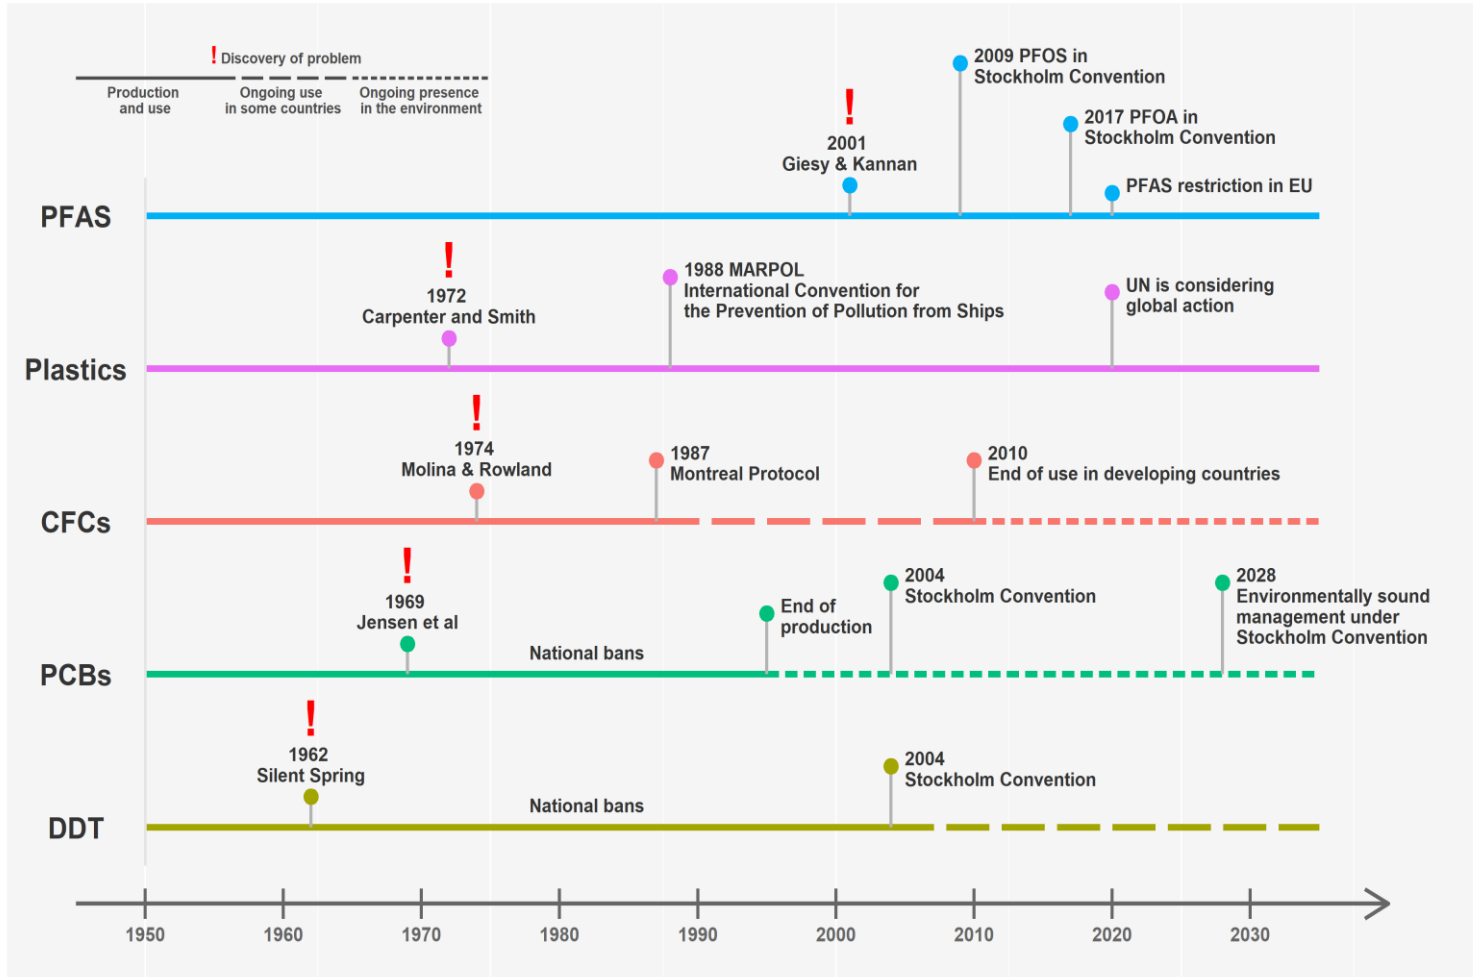 ! Discovery of problem
Production
and use
Ongoing use
in some countries
Ongoing presence
in the environment
PFAS
!
2001
Giesy & Kannan
2009 PFOS in
Stockholm Convention
2017 PFOA in
Stockholm Convention
PFAS restriction in EU
Plastics
!
1972
Carpenter and Smith
1988 MARPOL
International Convention for
the Prevention of Pollution from Ships
UN is considering
global action
CFCs
!
1974
Molina & Rowland
1987
Montreal Protocol
2010
End of use in developing countries
PCBs
!
1969
Jensen et al
National bans
End of
production
2004
Stockholm Convention
2028
Environmentally sound
management under
Stockholm Convention
DDT
!
1962
Silent Spring
National bans
2004
Stockholm Convention
1950 1960 1970 1980 1990 2000 2010 2020 2030